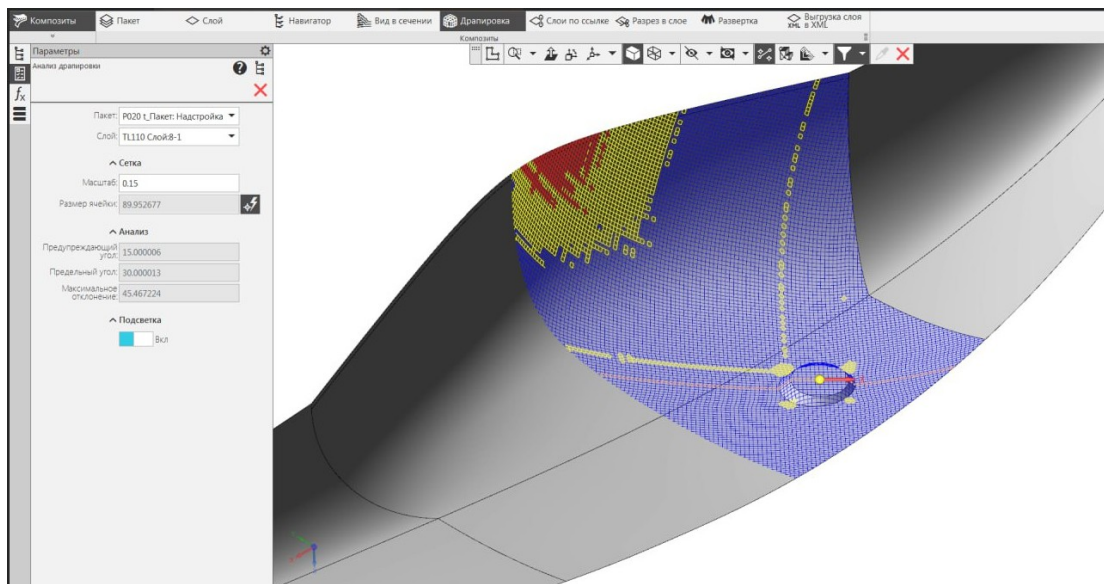 Композиты
Пакет
Слой
Навигатор
Вид в сечении
Драпировка
Слои по ссылке
Разрез в слое
Развертка
Выгрузка слоя
XML в XML
Композиты
Параметры
Анализ драпировки
Пакет: P020 t_Пакет: Надстройка
Слой: TL110 Слой:8-1
Сетка
Масштаб: 0.15
Размер ячейки: 89.952677
Анализ
Предупреждающий
угол: 15.000006
Предельный угол: 30.000013
Максимальное
отклонение: 45.467224
Подсветка
Вкл